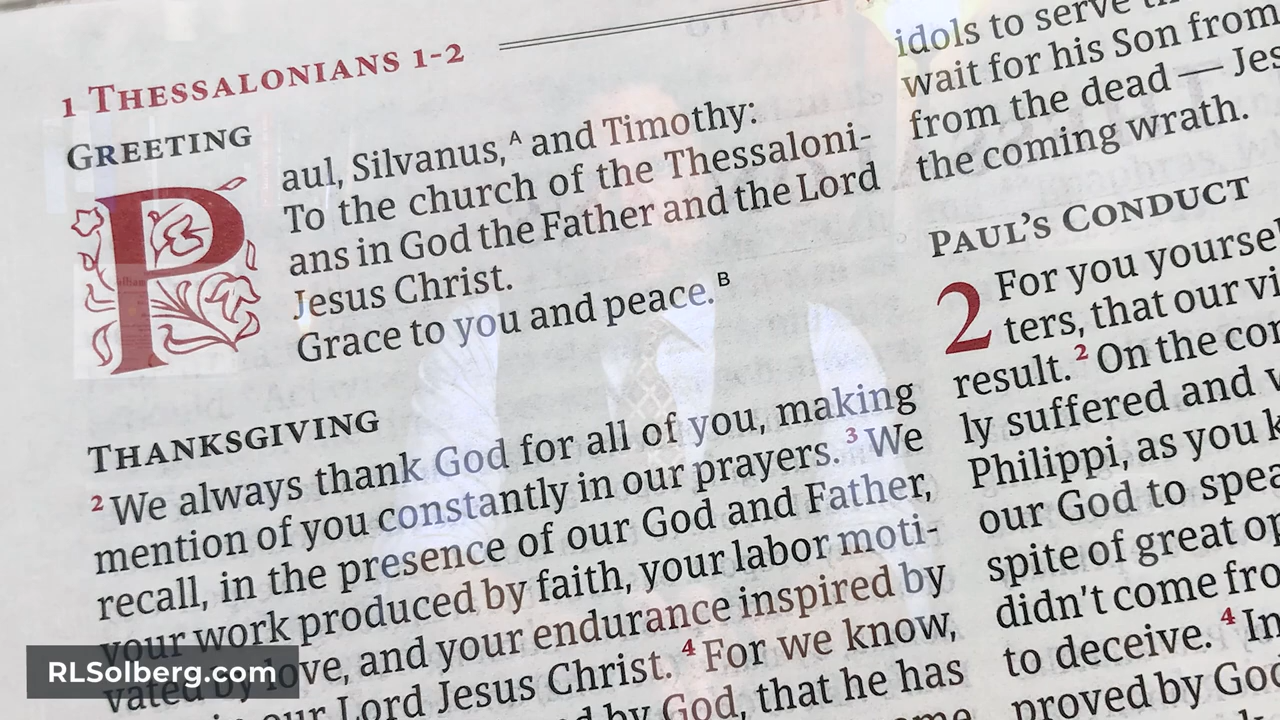 1 THESSALONIANS 1-2
GREETING
Paul, Silvanus,A and Timothy:
To the church of the Thessaloni-
ans in God the Father and the Lord
Jesus Christ.
Grace to you and peace.B
THANKSGIVING
2 We always thank God for all of you, making
mention of you constantly in our prayers. 3 We
recall, in the presence of our God and Father,
your work produced by faith, your labor moti-
vated by love, and your endurance inspired by
in our Lord Jesus Christ. 4 For we know,
by God, that he has
idols to serve
wait for his Son from
from the dead — Jes
the coming wrath.
PAUL'S CONDUCT
2 For you yoursel
ters, that our vi
result. 2 On the con
ly suffered and
Philippi, as you k
our God to spea
spite of great op
didn't come fro
to deceive. 4 In
proved by God
RLSolberg.com